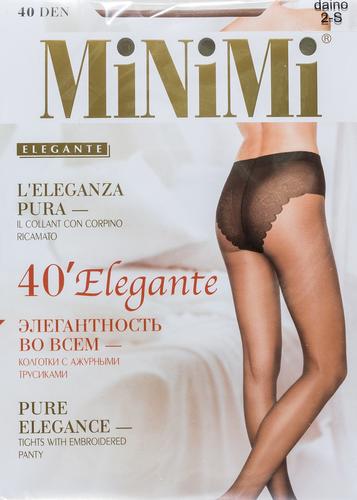 40 DEN
daino
2-S
MiNiMi®
ELEGANTE
L'ELEGANZA
PURA —
IL COLLANT CON CORPINO
RICAMATO
40' Elegante
ЭЛЕГАНТНОСТЬ
ВО ВСЕМ —
КОЛГОТКИ С АЖУРНЫМИ
ТРУСИКАМИ
PURE
ELEGANCE —
TIGHTS WITH EMBROIDERED
PANTY